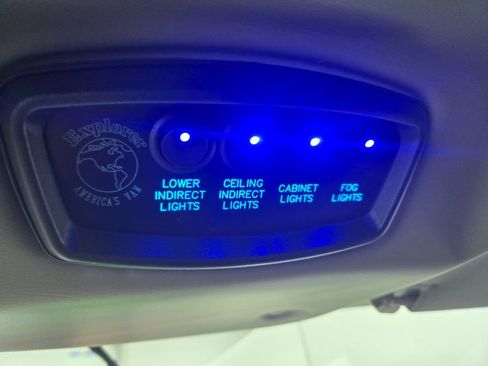 Explorer
AMERICA'S VAN
LOWER
INDIRECT
LIGHTS
CEILING
INDIRECT
LIGHTS
CABINET
LIGHTS
FOG
LIGHTS